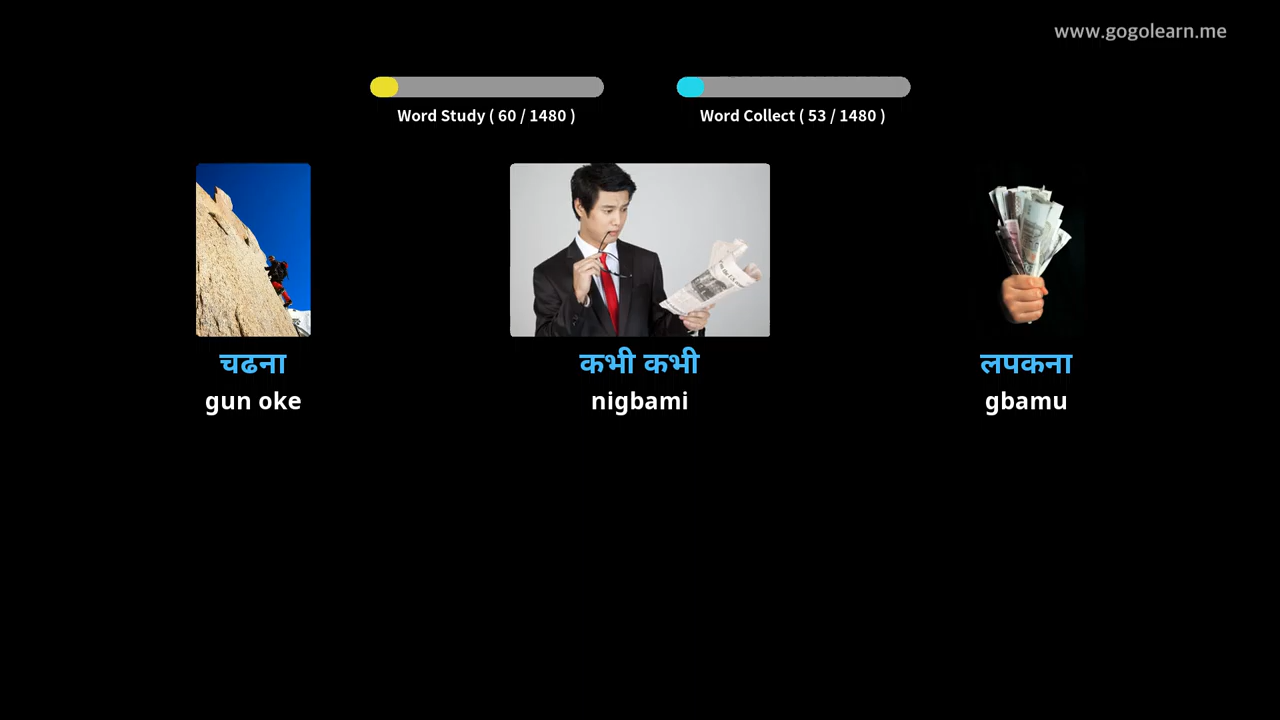 www.gogolearn.me
Word Study ( 60 / 1480 )
Word Collect ( 53 / 1480 )
चढना
gun oke
कभी कभी
nigbami
लपकना
gbamu